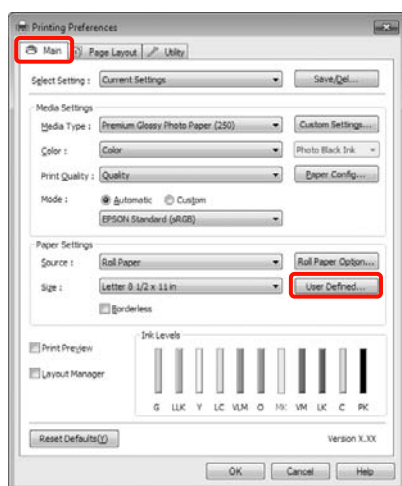 Printing Preferences
Main Page Layout Utility
Select Setting : Current Settings Save/Del...
Media Settings
Media Type : Premium Glossy Photo Paper (250) Custom Settings...
Color : Color Photo Black Ink
Print Quality : Quality Paper Config...
Mode : Automatic Custom
EPSON Standard (sRGB)
Paper Settings
Source : Roll Paper Roll Paper Option...
Size : Letter 8 1/2 x 11 in User Defined...
Borderless
Ink Levels
Print Preview
Layout Manager
G LLK Y LC VLM O MK VM LK C PK
Reset Defaults(Y) Version X.XX
OK Cancel Help